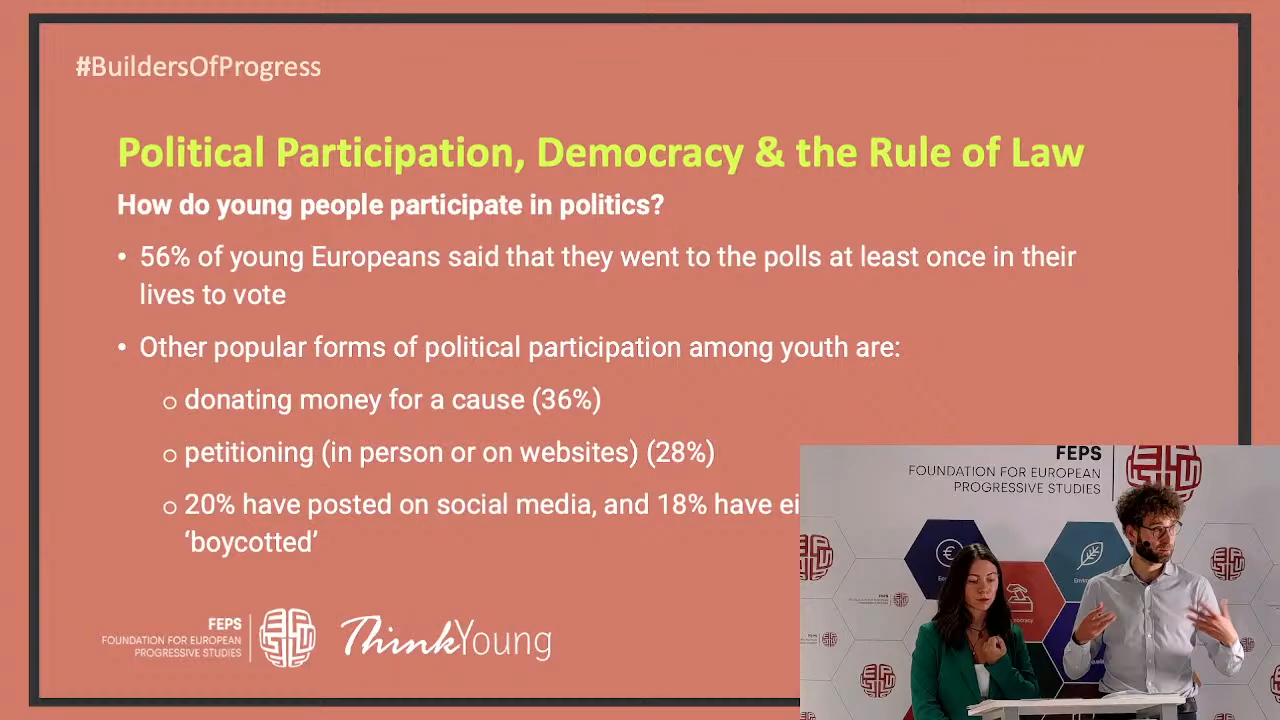 #BuildersOfProgress
Political Participation, Democracy & the Rule of Law
How do young people participate in politics?
• 56% of young Europeans said that they went to the polls at least once in their
lives to vote
• Other popular forms of political participation among youth are:
o donating money for a cause (36%)
o petitioning (in person or on websites) (28%)
o 20% have posted on social media, and 18% have ei
'boycotted'
FEPS
FOUNDATION FOR EUROPEAN
PROGRESSIVE STUDIES
ThinkYoung
FEPS
FOUNDATION FOR EUROPEAN
PROGRESSIVE STUDIES